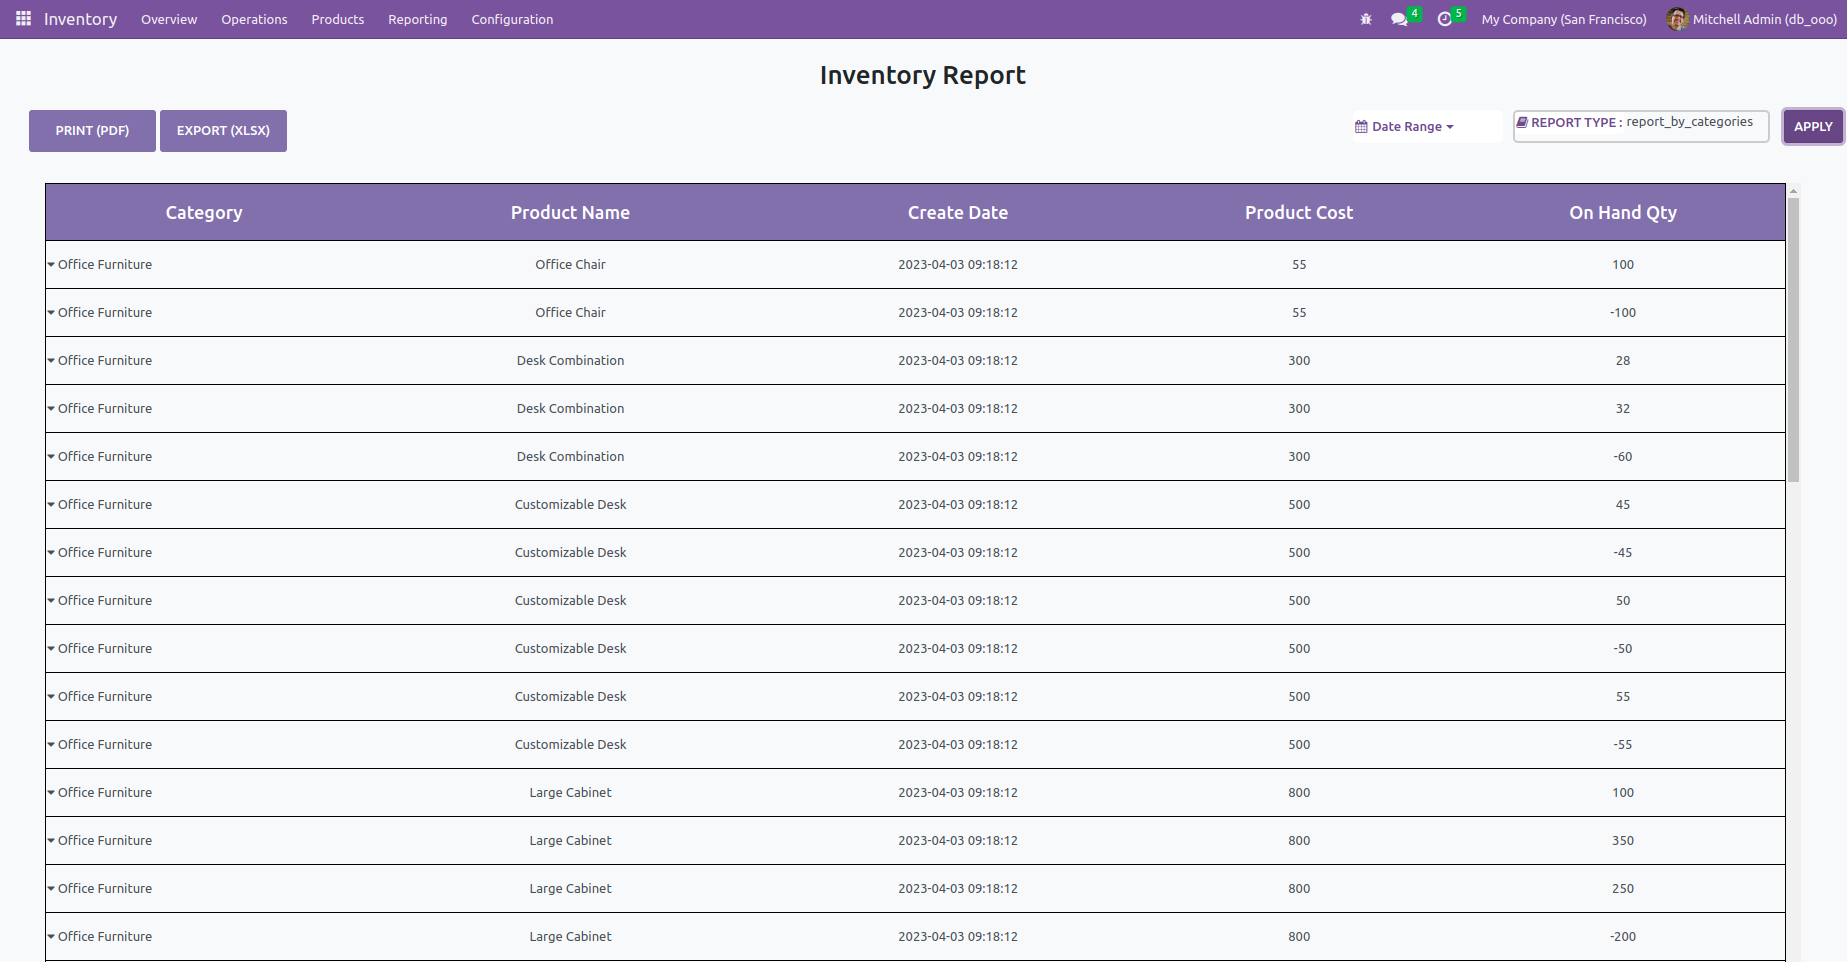 Inventory Overview Operations Products Reporting Configuration 4 5 My Company (San Francisco) Mitchell Admin (db_ooo)
Inventory Report
PRINT (PDF) EXPORT (XLSX) Date Range REPORT TYPE : report_by_categories APPLY
Category Product Name Create Date Product Cost On Hand Qty
Office Furniture Office Chair 2023-04-03 09:18:12 55 100
Office Furniture Office Chair 2023-04-03 09:18:12 55 -100
Office Furniture Desk Combination 2023-04-03 09:18:12 300 28
Office Furniture Desk Combination 2023-04-03 09:18:12 300 32
Office Furniture Desk Combination 2023-04-03 09:18:12 300 -60
Office Furniture Customizable Desk 2023-04-03 09:18:12 500 45
Office Furniture Customizable Desk 2023-04-03 09:18:12 500 -45
Office Furniture Customizable Desk 2023-04-03 09:18:12 500 50
Office Furniture Customizable Desk 2023-04-03 09:18:12 500 -50
Office Furniture Customizable Desk 2023-04-03 09:18:12 500 55
Office Furniture Customizable Desk 2023-04-03 09:18:12 500 -55
Office Furniture Large Cabinet 2023-04-03 09:18:12 800 100
Office Furniture Large Cabinet 2023-04-03 09:18:12 800 350
Office Furniture Large Cabinet 2023-04-03 09:18:12 800 250
Office Furniture Large Cabinet 2023-04-03 09:18:12 800 -200